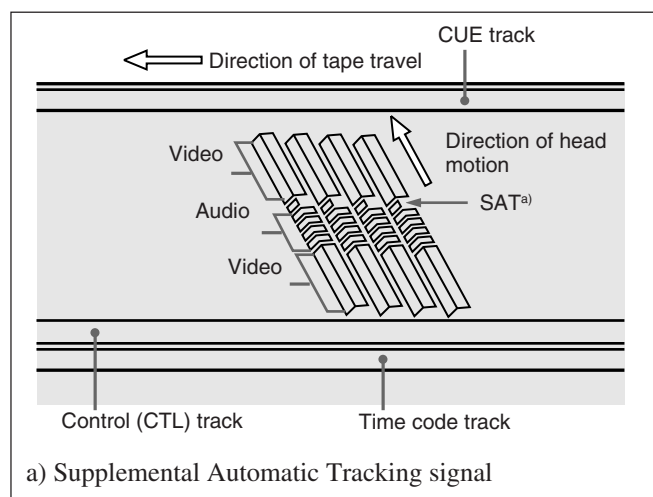 CUE track
Direction of tape travel
Video
Direction of head
motion
SATa)
Audio
Video
Control (CTL) track
Time code track
a) Supplemental Automatic Tracking signal